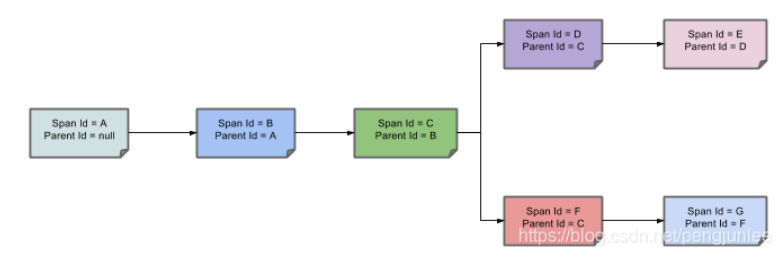 Span Id = D
Parent Id = C
Span Id = E
Parent Id = D
Span Id = A
Parent Id = null
Span Id = B
Parent Id = A
Span Id = C
Parent Id = B
Span Id = F
Parent Id = C
Span Id = G
Parent Id = F
https://blog.csdn.net/pengjunlee